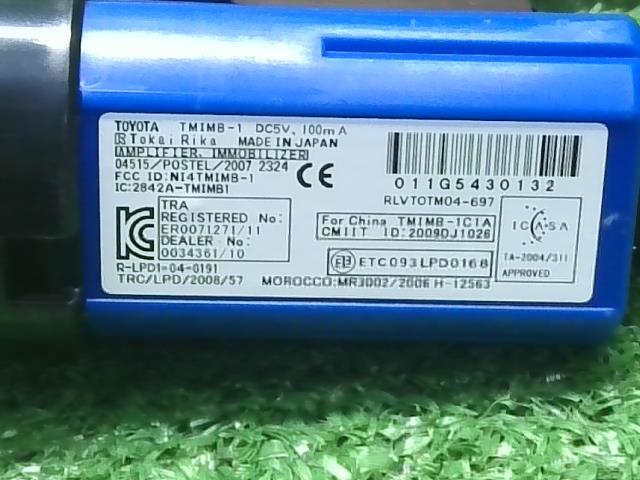 TOYOTA TMIMB-1 DC5V, 100mA
Tokai Rika MADE IN JAPAN
AMPLIFIER, IMMOBILIZER
04515/POSTEL/2007 2324
FCC ID:NI4TMIMB-1
IC:2842A-TMIMB1
CE
011G5430132
RLVTOTM04-697
KC
TRA
REGISTERED No:
ER0071271/11
DEALER No:
0034361/10
For China TMIMB-1C1A
CMIIT ID:2009DJ1026
ETC093LPD0168
ICASA
TA-2004/311
APPROVED
R-LPD1-04-0191
TRC/LPD/2008/57
MOROCCO:MR3002/2006 H-12563